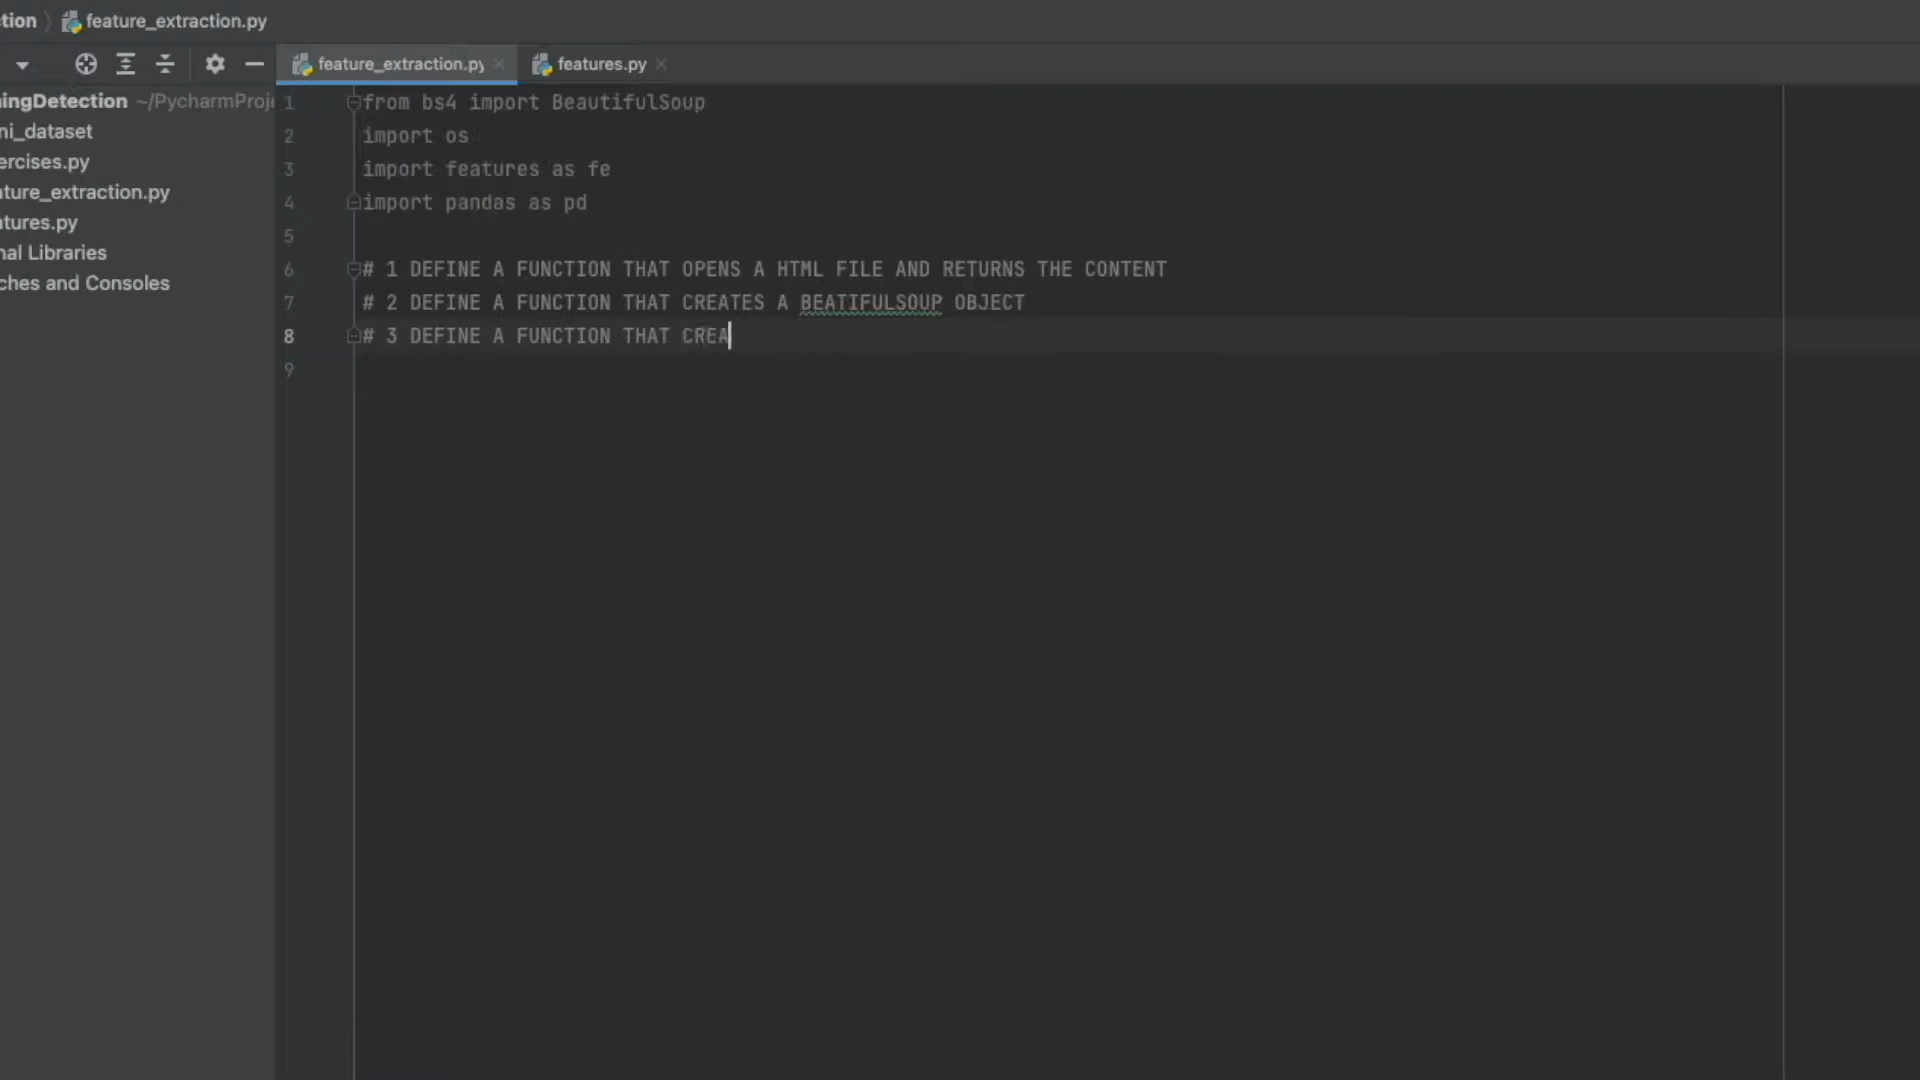 tion 〉 feature_extraction.py
feature_extraction.py features.py
ingDetection ~/PycharmProj
ni_dataset
ercises.py
ature_extraction.py
atures.py
nal Libraries
ches and Consoles
1 from bs4 import BeautifulSoup
2 import os
3 import features as fe
4 import pandas as pd
5
6 # 1 DEFINE A FUNCTION THAT OPENS A HTML FILE AND RETURNS THE CONTENT
7 # 2 DEFINE A FUNCTION THAT CREATES A BEATIFULSOUP OBJECT
8 # 3 DEFINE A FUNCTION THAT CREA
9